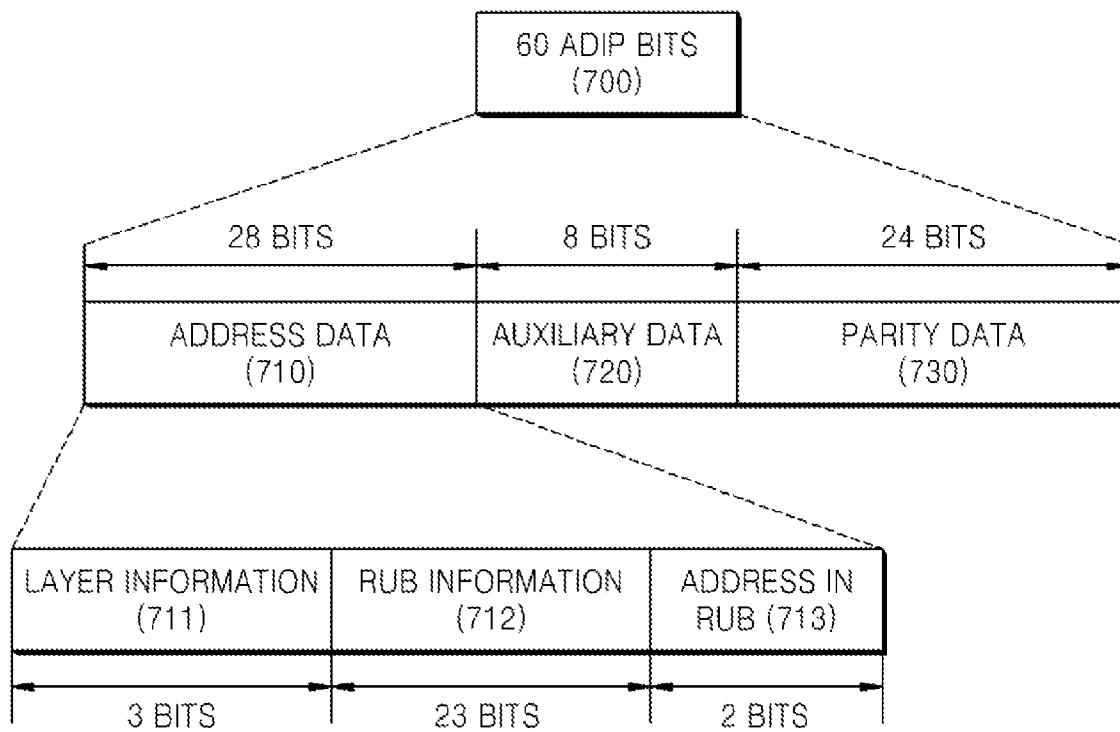 60 ADIP BITS
(700)
28 BITS
8 BITS
24 BITS
ADDRESS DATA
(710)
AUXILIARY DATA
(720)
PARITY DATA
(730)
LAYER INFORMATION
(711)
RUB INFORMATION
(712)
ADDRESS IN
RUB (713)
3 BITS
23 BITS
2 BITS